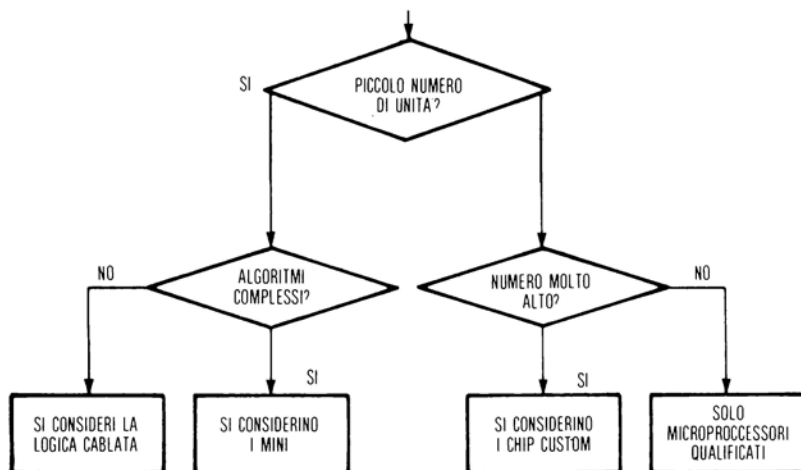 SI
PICCOLO NUMERO
DI UNITA'?
NO
ALGORITMI
COMPLESSI?
NUMERO MOLTO
ALTO?
NO
SI
SI
SI CONSIDERI LA
LOGICA CABLATA
SI CONSIDERINO
I MINI
SI CONSIDERINO
I CHIP CUSTOM
SOLO
MICROPROCCESSORI
QUALIFICATI